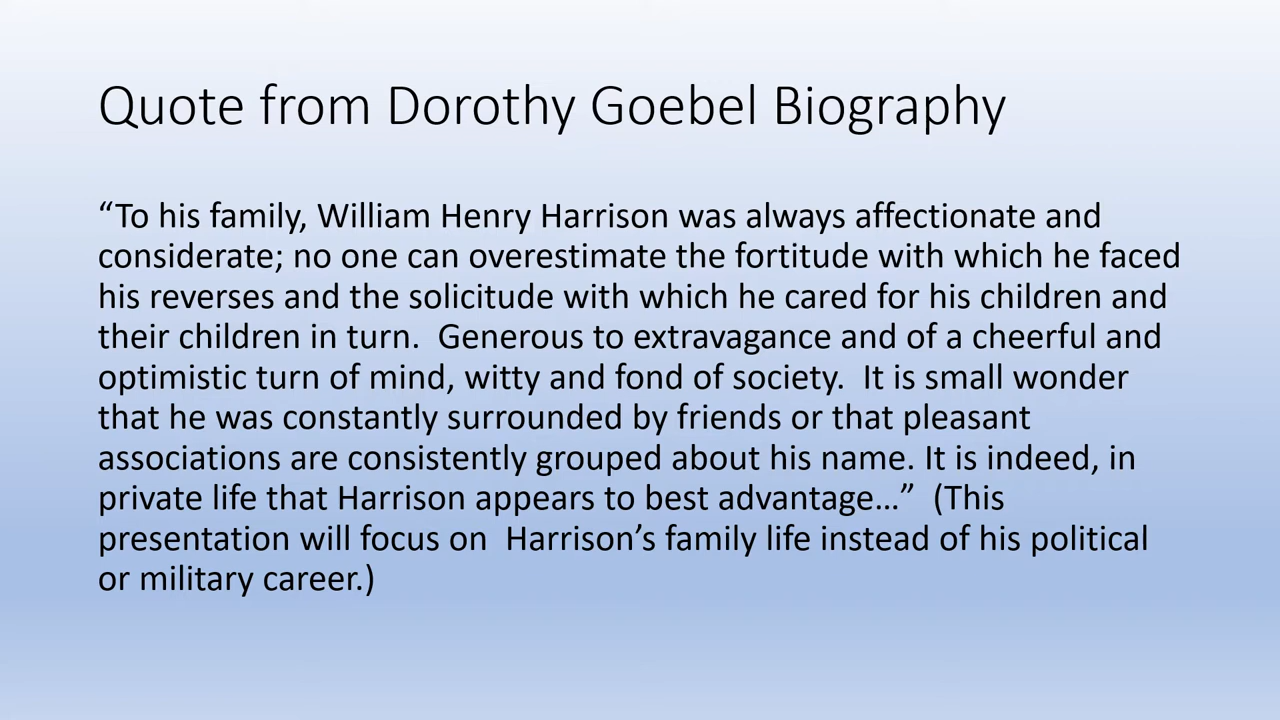 Quote from Dorothy Goebel Biography
“To his family, William Henry Harrison was always affectionate and
considerate; no one can overestimate the fortitude with which he faced
his reverses and the solicitude with which he cared for his children and
their children in turn.  Generous to extravagance and of a cheerful and
optimistic turn of mind, witty and fond of society.  It is small wonder
that he was constantly surrounded by friends or that pleasant
associations are consistently grouped about his name. It is indeed, in
private life that Harrison appears to best advantage…”  (This
presentation will focus on  Harrison’s family life instead of his political
or military career.)